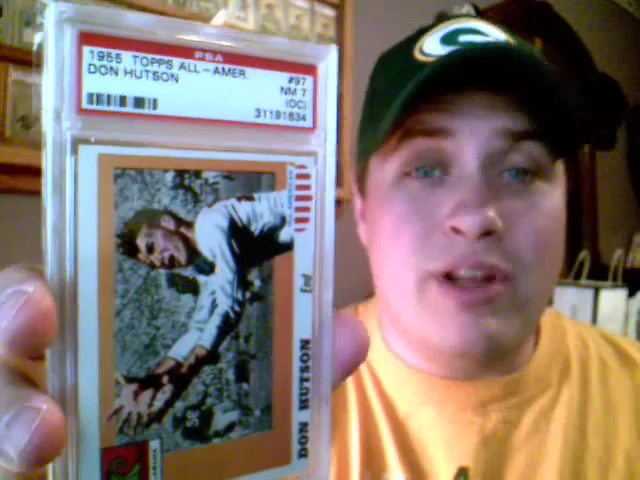 PSA
1955 TOPPS ALL-AMER. #97
DON HUTSON NM 7
(OC)
31191634
DON HUTSON End
G